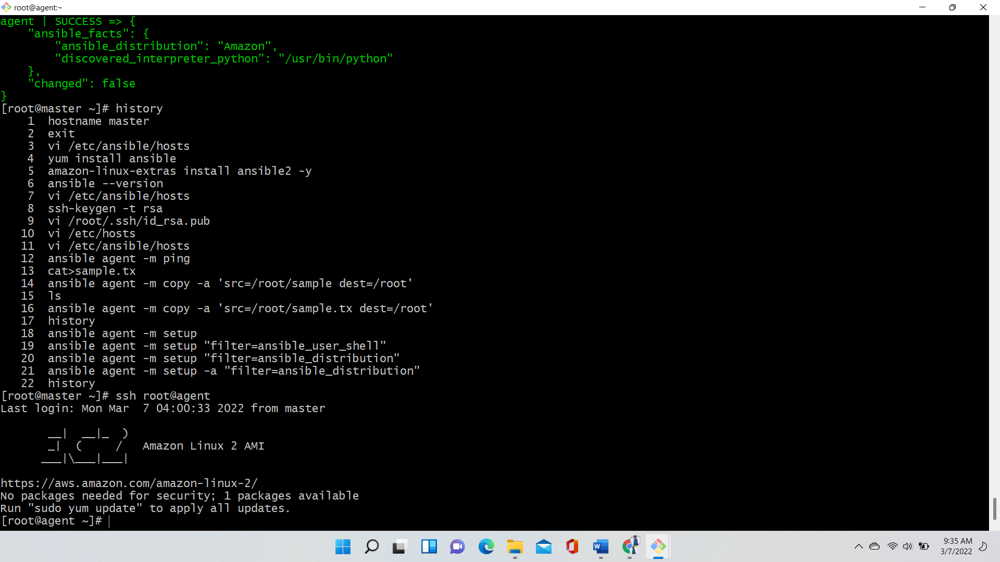 root@agent:~
agent | SUCCESS => {
    "ansible_facts": {
        "ansible_distribution": "Amazon",
        "discovered_interpreter_python": "/usr/bin/python"
    },
    "changed": false
}
[root@master ~]# history
    1  hostname master
    2  exit
    3  vi /etc/ansible/hosts
    4  yum install ansible
    5  amazon-linux-extras install ansible2 -y
    6  ansible --version
    7  vi /etc/ansible/hosts
    8  ssh-keygen -t rsa
    9  vi /root/.ssh/id_rsa.pub
   10  vi /etc/hosts
   11  vi /etc/ansible/hosts
   12  ansible agent -m ping
   13  cat>sample.tx
   14  ansible agent -m copy -a 'src=/root/sample dest=/root'
   15  ls
   16  ansible agent -m copy -a 'src=/root/sample.tx dest=/root'
   17  history
   18  ansible agent -m setup
   19  ansible agent -m setup "filter=ansible_user_shell"
   20  ansible agent -m setup "filter=ansible_distribution"
   21  ansible agent -m setup -a "filter=ansible_distribution"
   22  history
[root@master ~]# ssh root@agent
Last login: Mon Mar  7 04:00:33 2022 from master

       __|  __|_  )
       _|  (     /   Amazon Linux 2 AMI
      ___|\___|___|

https://aws.amazon.com/amazon-linux-2/
No packages needed for security; 1 packages available
Run "sudo yum update" to apply all updates.
[root@agent ~]#
9:35 AM
3/7/2022